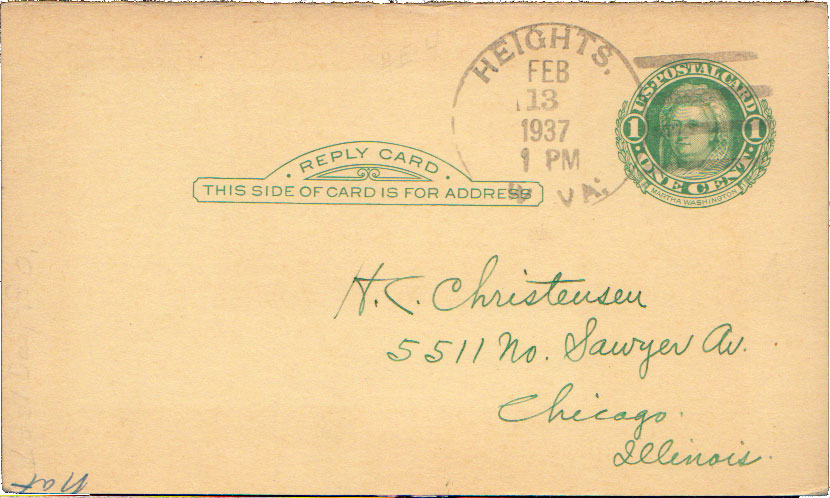 HEIGHTS.
FEB
13
1937
1 PM
W. VA.
U.S. POSTAL CARD
1 1
ONE CENT
MARTHA WASHINGTON
· REPLY CARD ·
THIS SIDE OF CARD IS FOR ADDRESS
H. C. Christensen
5511 No. Sawyer Av.
Chicago
Illinois.